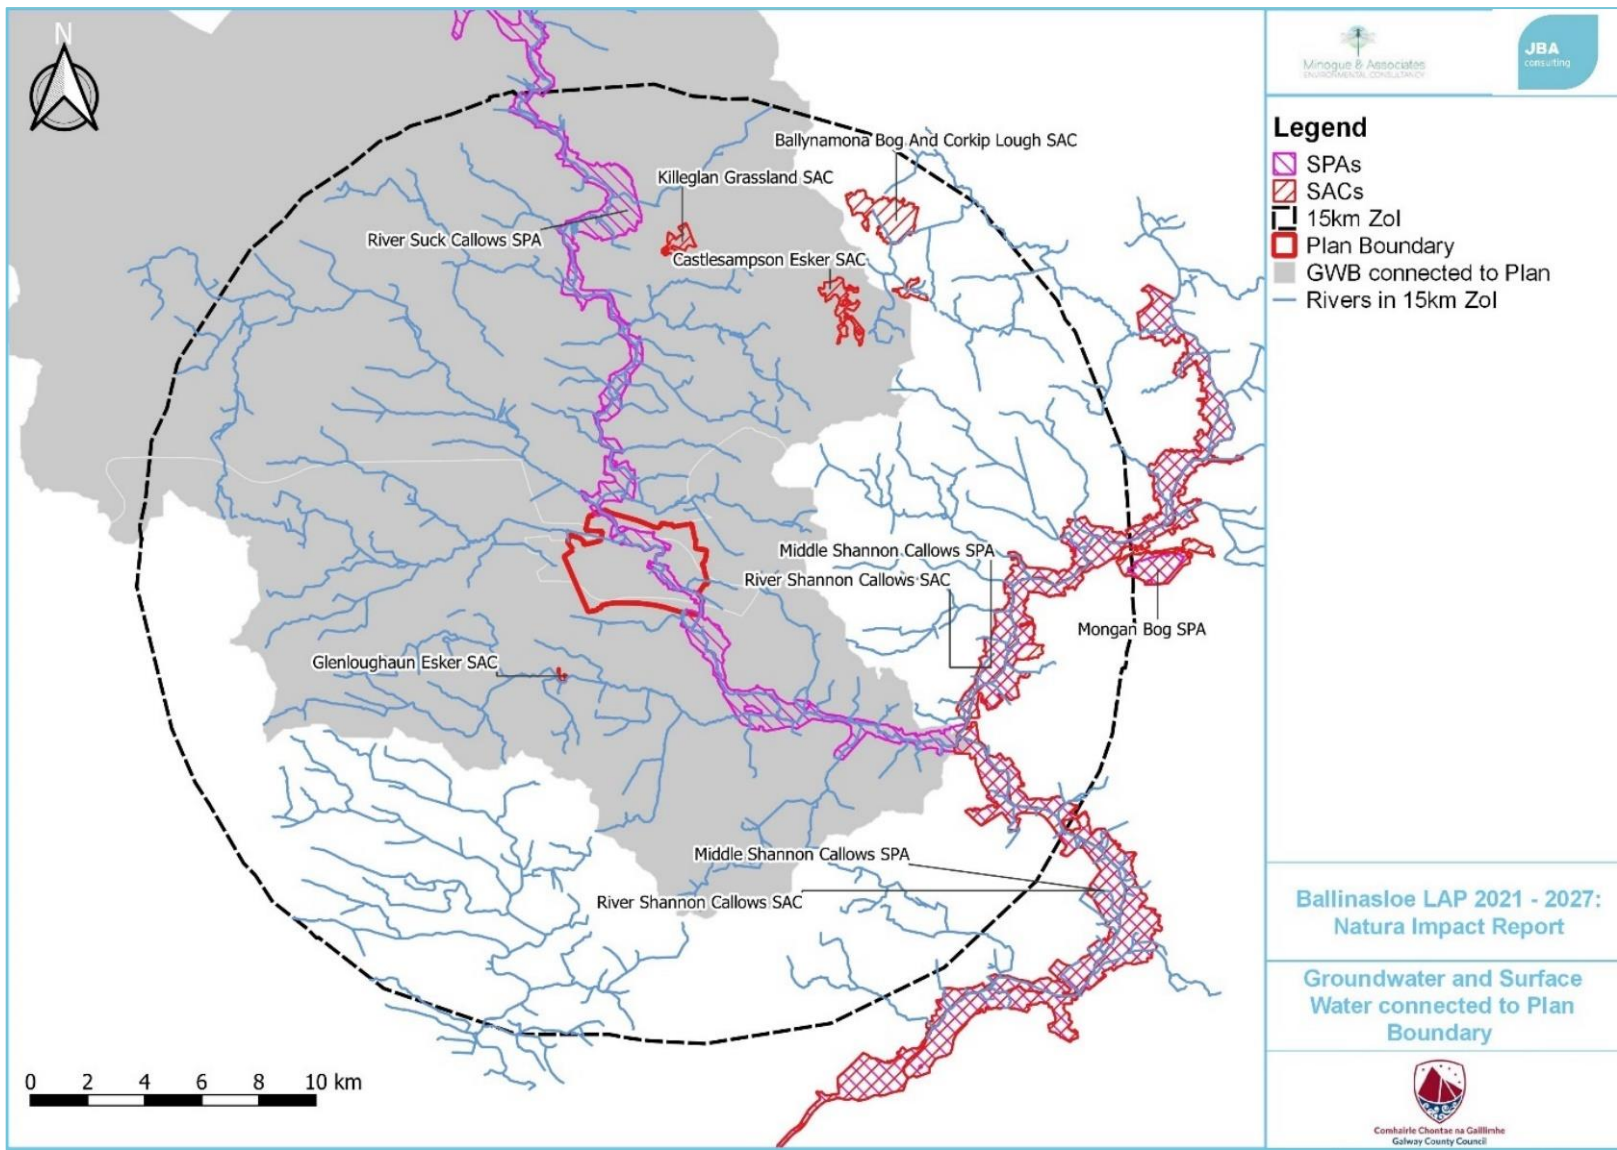 N
Ballynamona Bog And Corkip Lough SAC
Killeglan Grassland SAC
River Suck Callows SPA
Castlesampson Esker SAC
Middle Shannon Callows SPA
River Shannon Callows SAC
Mongan Bog SPA
Glenloughaun Esker SAC
Middle Shannon Callows SPA
River Shannon Callows SAC
0 2 4 6 8 10 km
Minogue & Associates
ENVIRONMENTAL CONSULTANCY
JBA
consulting
Legend
SPAs
SACs
15km ZoI
Plan Boundary
GWB connected to Plan
Rivers in 15km ZoI
Ballinasloe LAP 2021 - 2027:
Natura Impact Report
Groundwater and Surface
Water connected to Plan
Boundary
Comhairle Chontae na Gaillimhe
Galway County Council